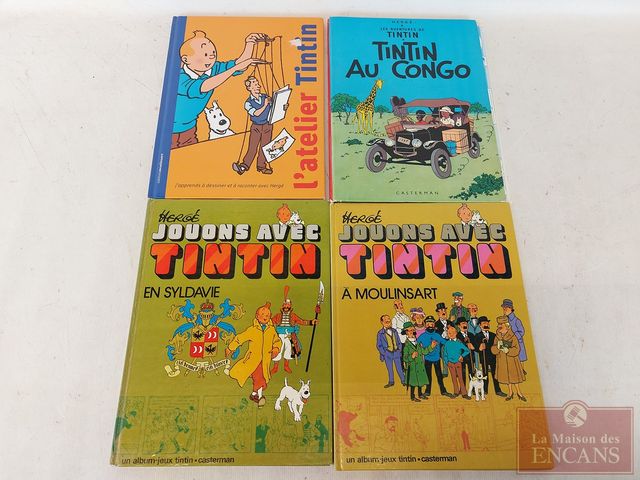 l'atelier Tintin
j'apprends à dessiner et à raconter avec Hergé
HERGÉ
LES AVENTURES DE
TINTIN
TINTIN
AU CONGO
CASTERMAN
HERGÉ
JOUONS AVEC
TINTIN
EN SYLDAVIE
un album-jeux tintin • casterman
HERGÉ
JOUONS AVEC
TINTIN
À MOULINSART
un album-jeux tintin • casterman
La Maison des
ENCANS